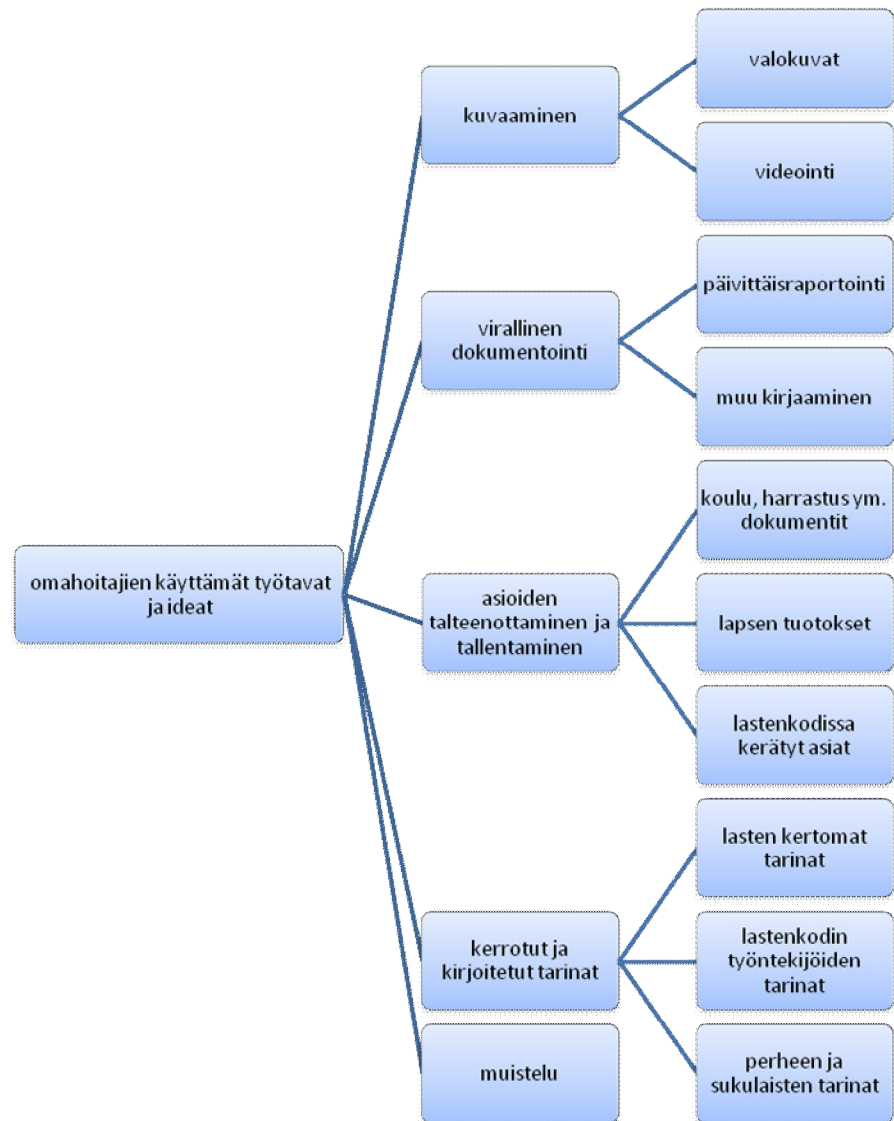 omahoitajien käyttämät työtavat
ja ideat
kuvaaminen
valokuvat
videointi
virallinen
dokumentointi
päivittäisraportointi
muu kirjaaminen
asioiden
talteenottaminen ja
tallentaminen
koulu, harrastus ym.
dokumentit
lapsen tuotokset
lastenkodissa
kerätyt asiat
kerrotut ja
kirjoitetut tarinat
lasten kertomat
tarinat
lastenkodin
työntekijöiden
tarinat
perheen ja
sukulaisten tarinat
muistelu